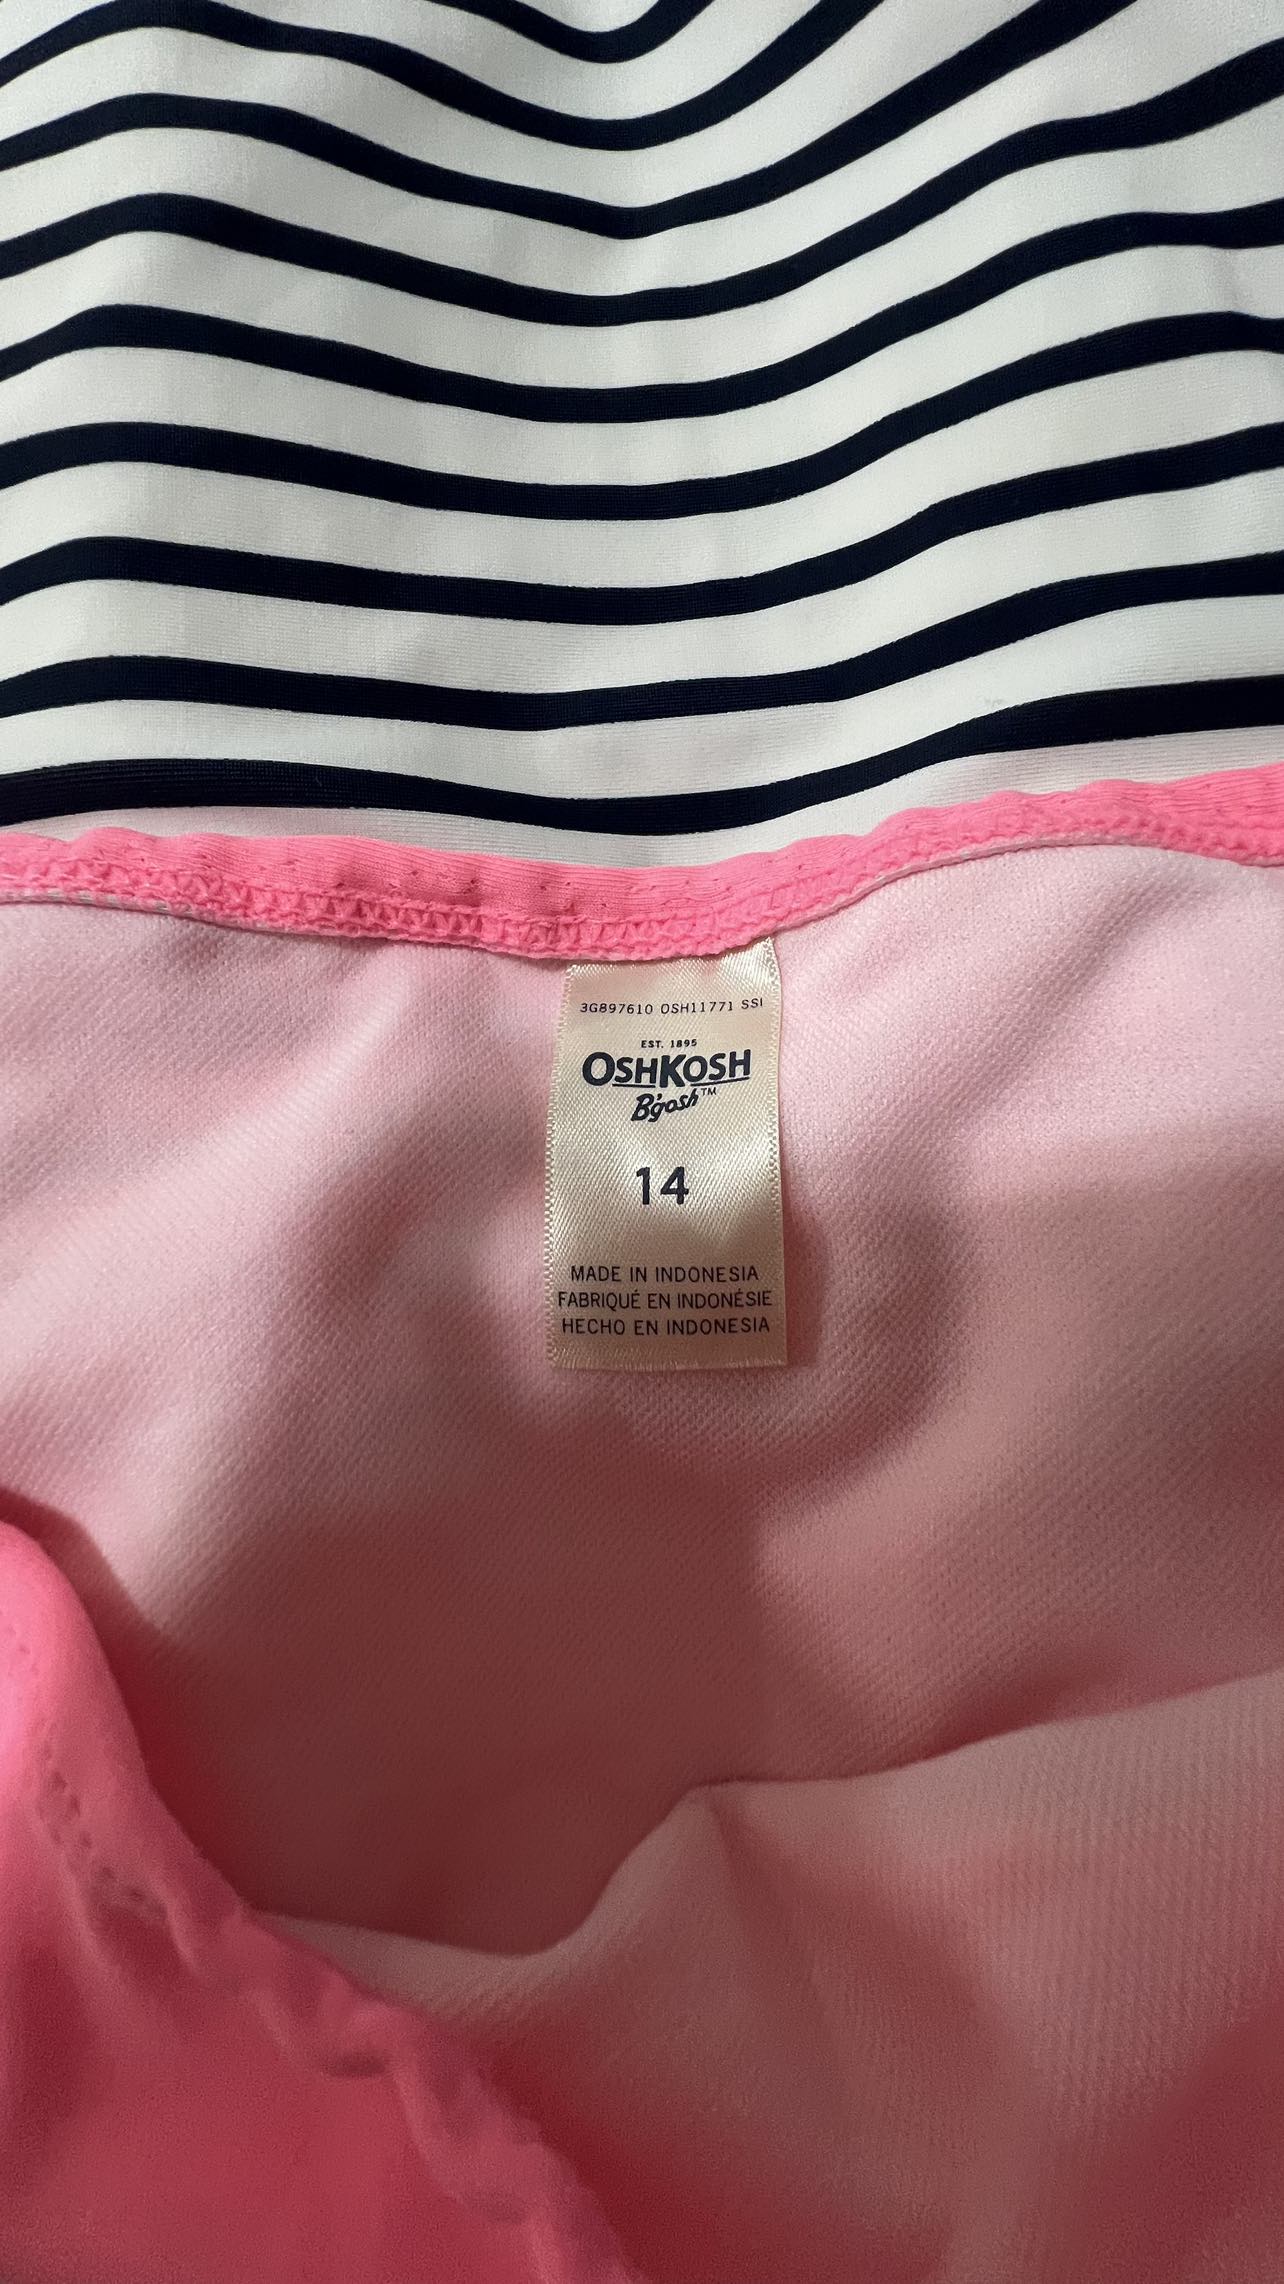 3G897610 OSH11771 SSI
EST. 1895
OSHKOSH
B'gosh™
14
MADE IN INDONESIA
FABRIQUÉ EN INDONÉSIE
HECHO EN INDONESIA